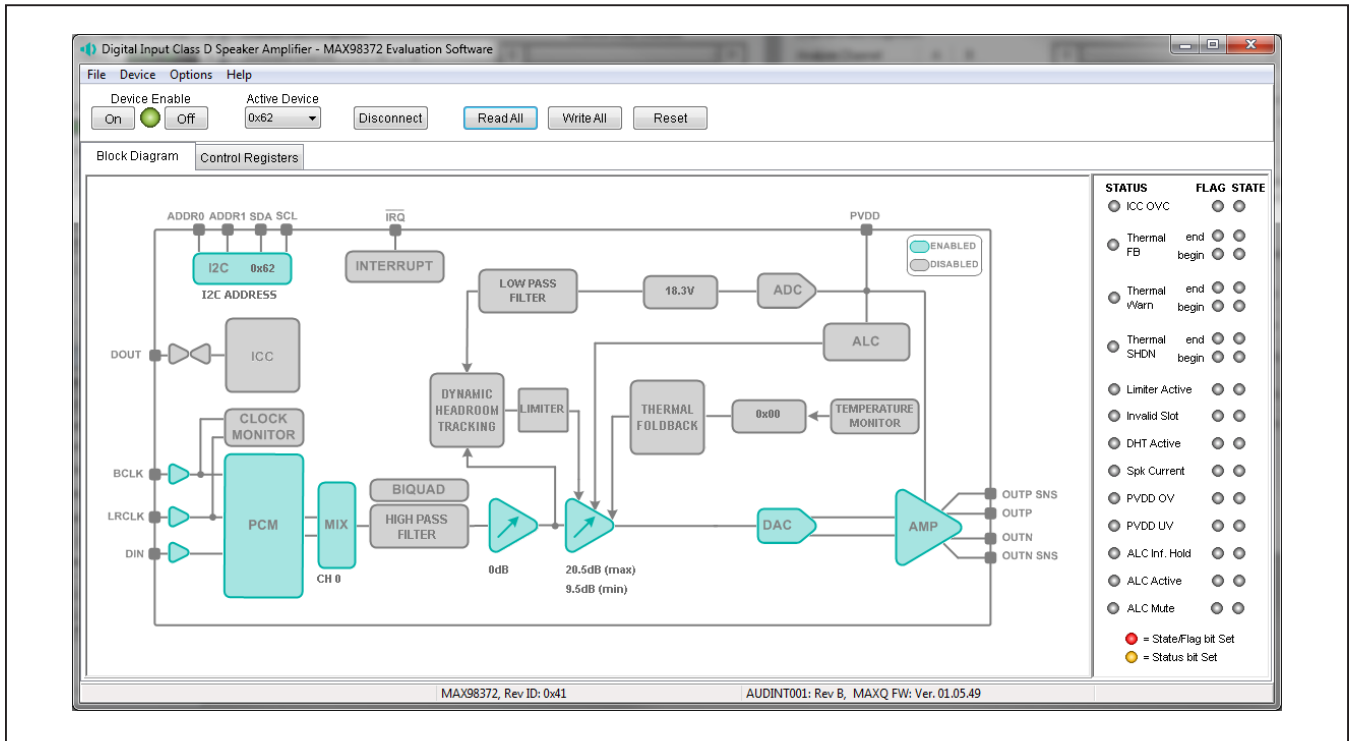 Digital Input Class D Speaker Amplifier - MAX98372 Evaluation Software
File Device Options Help
Device Enable
Active Device
On Off 0x62 Disconnect Read All Write All Reset
Block Diagram Control Registers
ADDR0 ADDR1 SDA SCL
IRQ
PVDD
ENABLED
DISABLED
I2C 0x62
I2C ADDRESS
INTERRUPT
LOW PASS
FILTER
18.3V
ADC
ALC
DOUT
ICC
DYNAMIC
HEADROOM
TRACKING
LIMITER
THERMAL
FOLDBACK
0x00
TEMPERATURE
MONITOR
CLOCK
MONITOR
BCLK
LRCLK
DIN
PCM
MIX
CH 0
BIQUAD
HIGH PASS
FILTER
0dB
20.5dB (max)
9.5dB (min)
DAC
AMP
OUTP SNS
OUTP
OUTN
OUTN SNS
STATUS FLAG STATE
ICC OVC
Thermal end
FB begin
Thermal end
Warn begin
Thermal end
SHDN begin
Limiter Active
Invalid Slot
DHT Active
Spk Current
PVDD OV
PVDD UV
ALC Inf. Hold
ALC Active
ALC Mute
= State/Flag bit Set
= Status bit Set
MAX98372, Rev ID: 0x41
AUDINT001: Rev B, MAXQ FW: Ver. 01.05.49